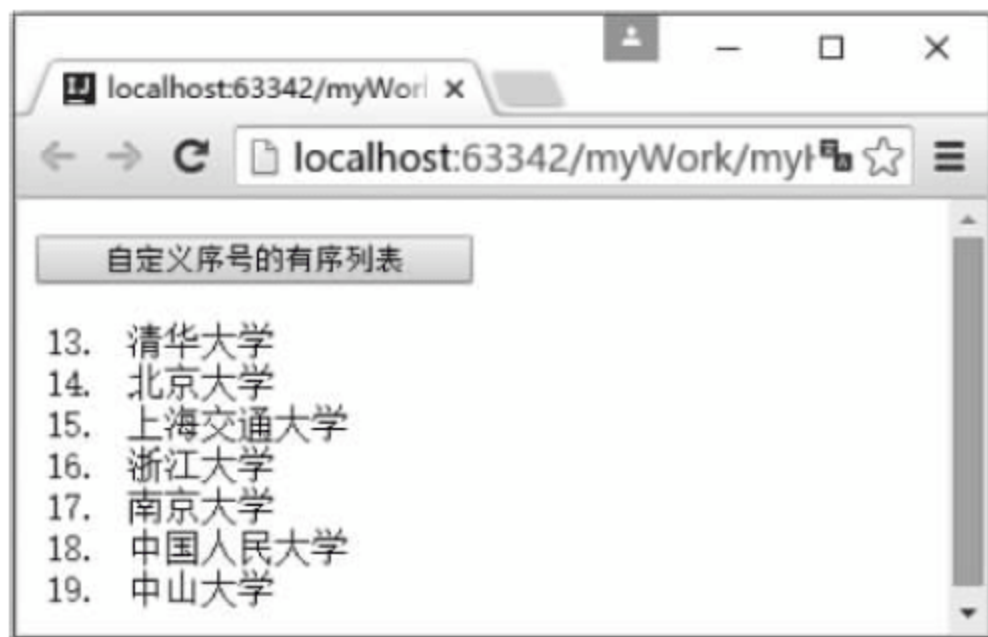 localhost:63342/myWor
localhost:63342/myWork/myH
自定义序号的有序列表
13. 清华大学
14. 北京大学
15. 上海交通大学
16. 浙江大学
17. 南京大学
18. 中国人民大学
19. 中山大学